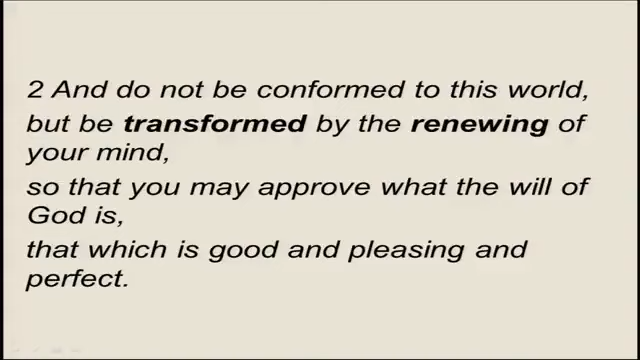 2 And do not be conformed to this world,
but be transformed by the renewing of
your mind,
so that you may approve what the will of
God is,
that which is good and pleasing and
perfect.